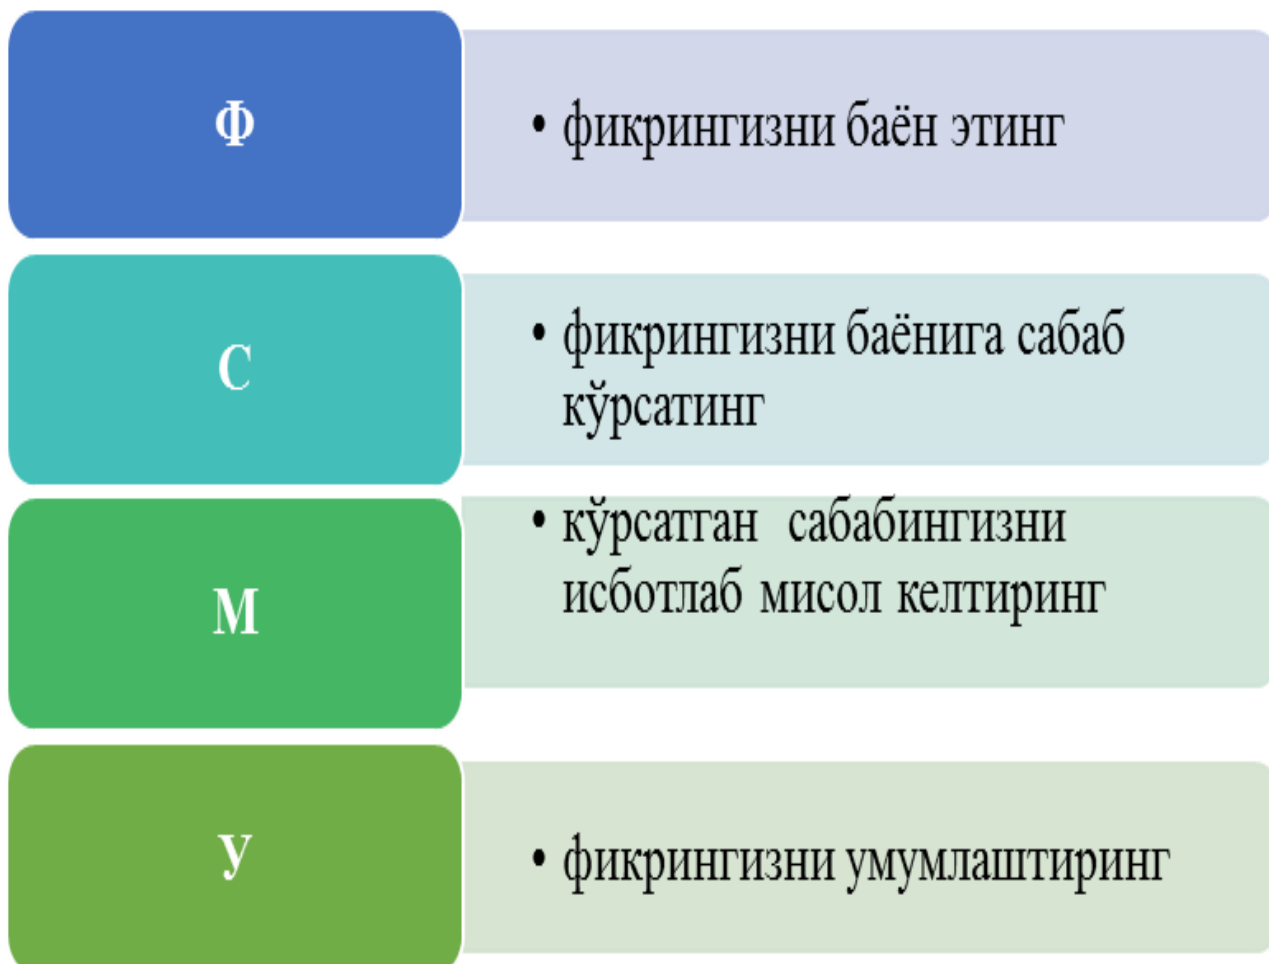 Ф
• фикрингизни баён этинг
С
• фикрингизни баёнига сабаб
кўрсатинг
М
• кўрсатган сабабингизни
исботлаб мисол келтиринг
У
• фикрингизни умумлаштиринг